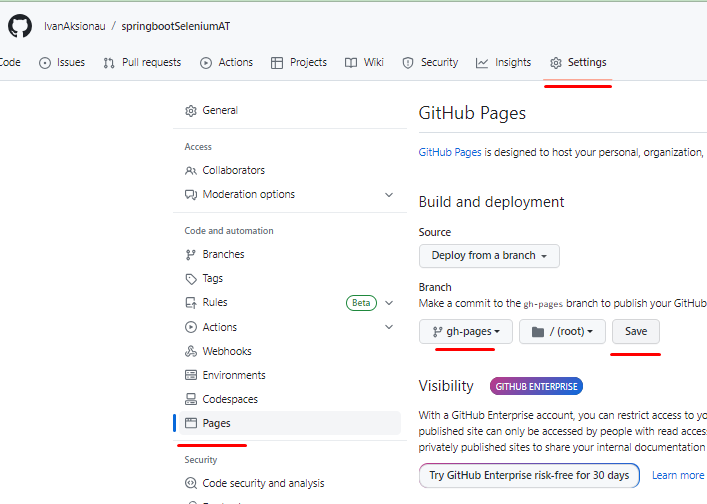 IvanAksionau / springbootSeleniumAT
Code Issues Pull requests Actions Projects Wiki Security Insights Settings
General
Access
Collaborators
Moderation options
Code and automation
Branches
Tags
Rules Beta
Actions
Webhooks
Environments
Codespaces
Pages
Security
Code security and analysis
GitHub Pages
GitHub Pages is designed to host your personal, organization,
Build and deployment
Source
Deploy from a branch
Branch
Make a commit to the gh-pages branch to publish your GitHub
gh-pages / (root) Save
Visibility GITHUB ENTERPRISE
With a GitHub Enterprise account, you can restrict access to yo
published site can only be accessed by people with read access
privately published sites to share your internal documentation
Try GitHub Enterprise risk-free for 30 days Learn more